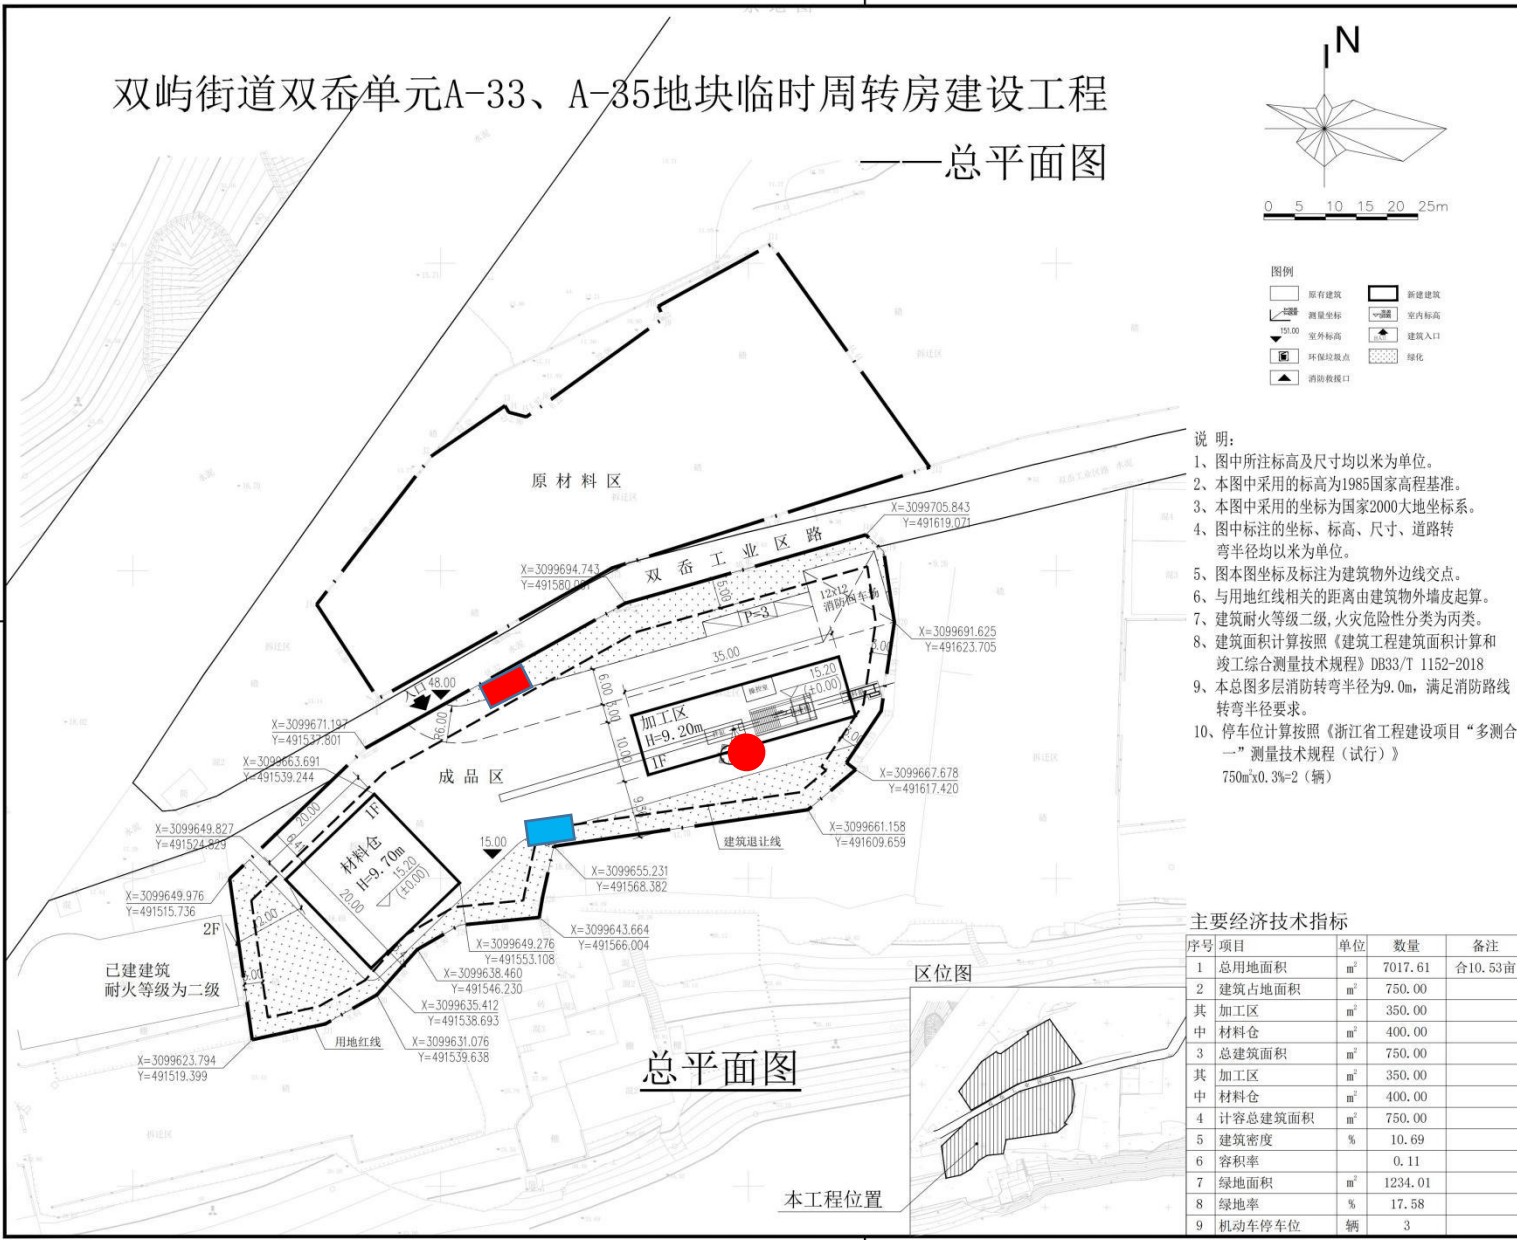 双屿街道双岙单元A-33、A-35地块临时周转房建设工程
——总平面图
N
0 5 10 15 20 25m
图例
原有建筑
新建建筑
测量坐标
室内标高
151.00
室外标高
建筑入口
环保垃圾点
绿化
消防救援口
说 明:
1、图中所注标高及尺寸均以米为单位。
2、本图中采用的标高为1985国家高程基准。
3、本图中采用的坐标为国家2000大地坐标系。
4、图中标注的坐标、标高、尺寸、道路转
弯半径均以米为单位。
5、图本图坐标及标注为建筑物外边线交点。
6、与用地红线相关的距离由建筑物外墙皮起算。
7、建筑耐火等级二级,火灾危险性分类为丙类。
8、建筑面积计算按照《建筑工程建筑面积计算和
竣工综合测量技术规程》DB33/T 1152-2018
9、本总图多层消防转弯半径为9.0m，满足消防路线
转弯半径要求。
10、停车位计算按照《浙江省工程建设项目“多测合
一”测量技术规程（试行）》
750m²x0.3%=2（辆）
原材料区
双岙工业区路
X=3099705.843
Y=491619.071
X=3099694.743
12x12
P=3
5.00
35.00
X=3099691.625
Y=491623.705
5.00
入口
48.00
R6.00
6.00
10.00
加工区
H=9.20m
1F
操控室
15.20
(±0.00)
X=3099671.197
Y=491537.801
X=3099663.691
Y=491539.244
成品区
X=3099667.678
Y=491617.420
X=3099661.158
Y=491609.659
建筑退让线
20.00
1F
材料仓
H=9.70m
15.20
(±0.00)
20.00
15.00
X=3099649.827
Y=491524.829
X=3099655.231
Y=491568.382
X=3099649.976
Y=491515.736
2F
2.00
X=3099643.664
Y=491566.004
X=3099649.276
Y=491553.108
X=3099638.460
Y=491546.230
X=3099635.412
Y=491538.693
X=3099631.076
Y=491539.638
已建建筑
耐火等级为二级
用地红线
X=3099623.794
Y=491519.399
总平面图
区位图
本工程位置
主要经济技术指标
序号 项目 单位 数量 备注
1 总用地面积 m² 7017.61 合10.53亩
2 建筑占地面积 m² 750.00
其 加工区 m² 350.00
中 材料仓 m² 400.00
3 总建筑面积 m² 750.00
其 加工区 m² 350.00
中 材料仓 m² 400.00
4 计容总建筑面积 m² 750.00
5 建筑密度 % 10.69
6 容积率 0.11
7 绿地面积 m² 1234.01
8 绿地率 % 17.58
9 机动车停车位 辆 3